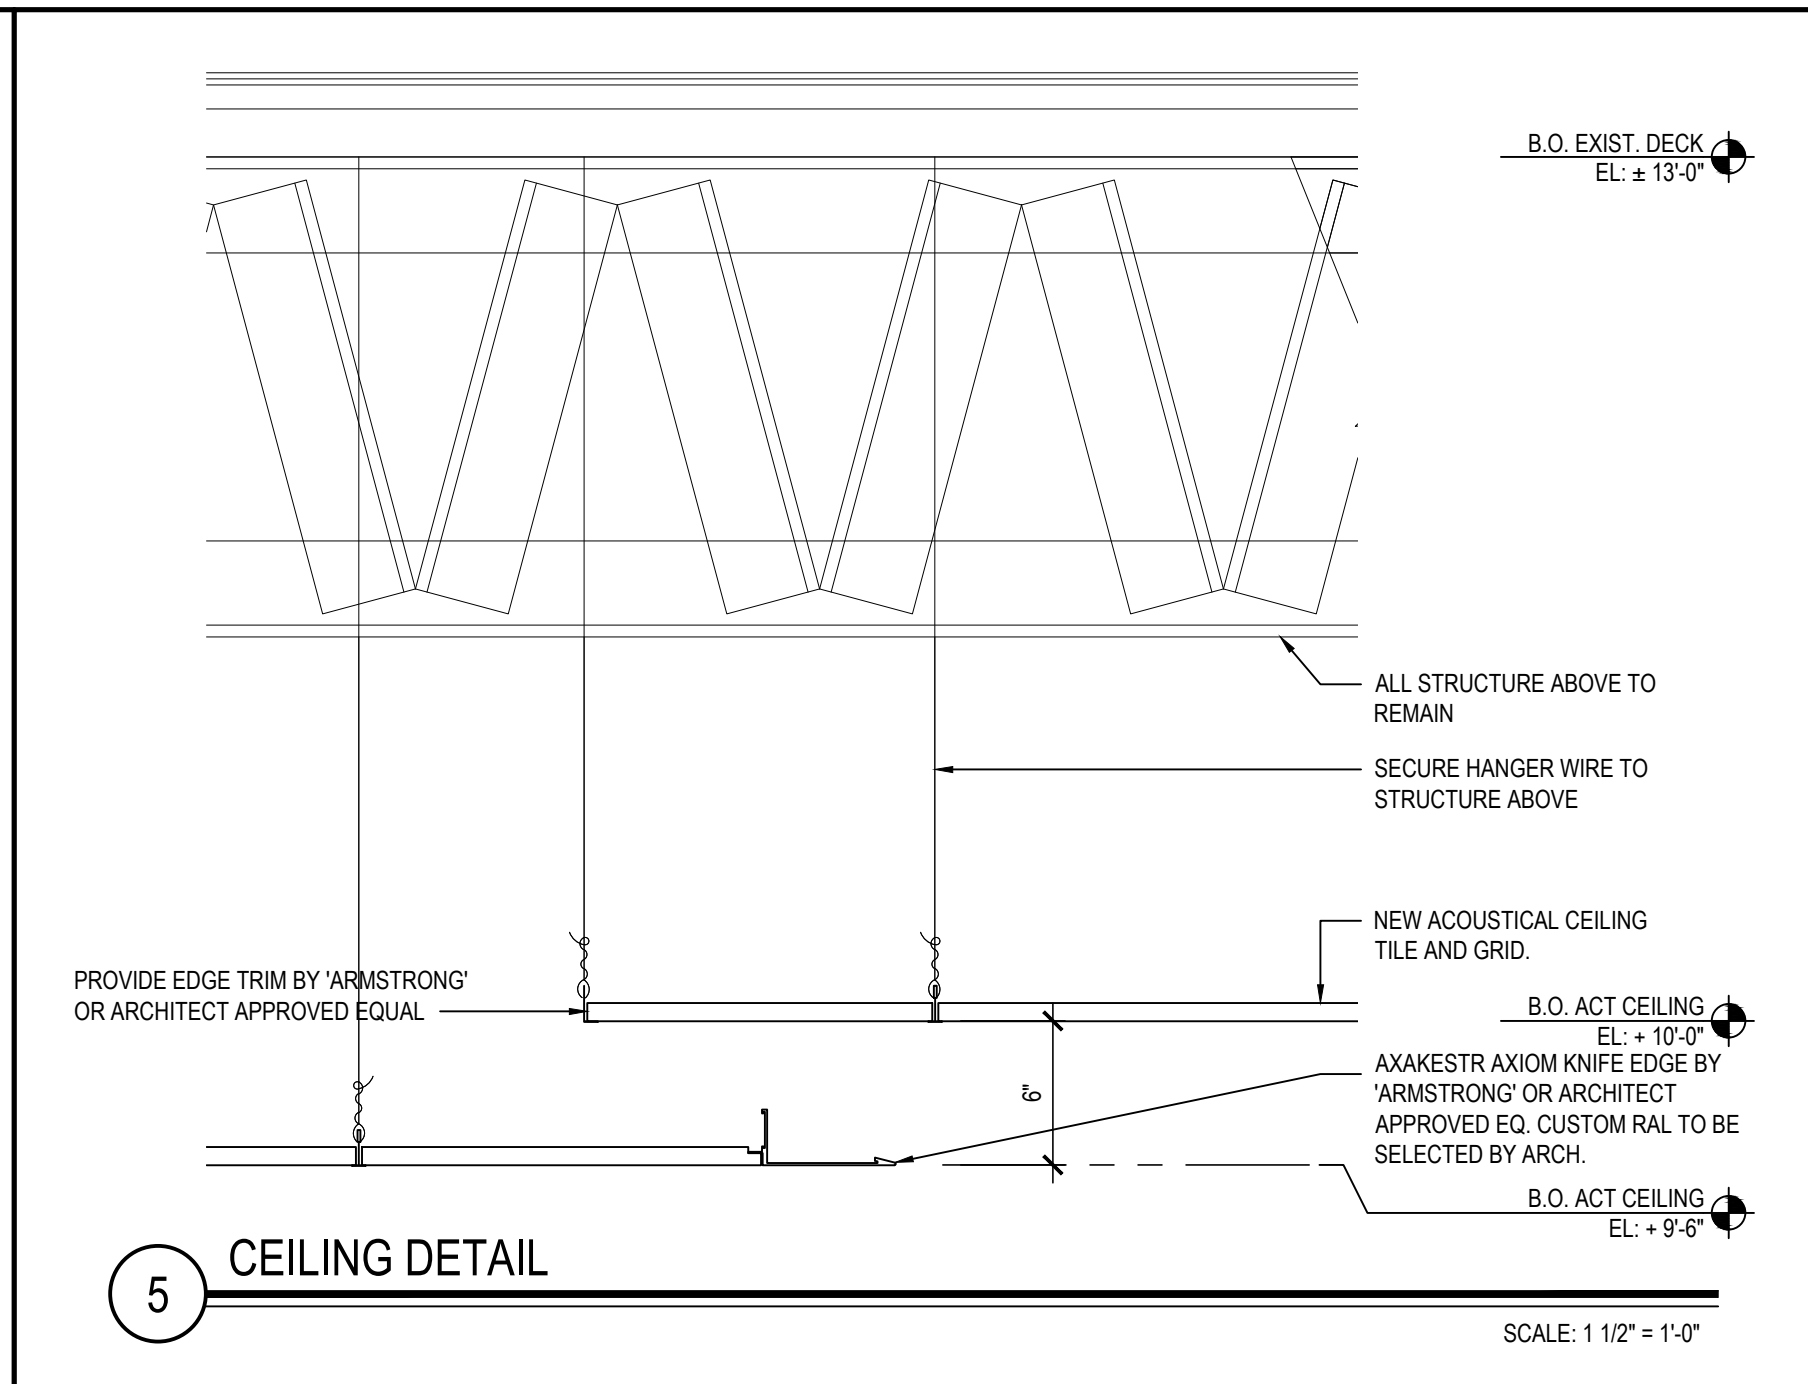 B.O. EXIST. DECK
EL: ± 13'-0"
ALL STRUCTURE ABOVE TO
REMAIN
SECURE HANGER WIRE TO
STRUCTURE ABOVE
NEW ACOUSTICAL CEILING
TILE AND GRID.
PROVIDE EDGE TRIM BY 'ARMSTRONG'
OR ARCHITECT APPROVED EQUAL
B.O. ACT CEILING
EL: + 10'-0"
6"
AXAKESTR AXIOM KNIFE EDGE BY
'ARMSTRONG' OR ARCHITECT
APPROVED EQ. CUSTOM RAL TO BE
SELECTED BY ARCH.
B.O. ACT CEILING
EL: + 9'-6"
5
CEILING DETAIL
SCALE: 1 1/2" = 1'-0"